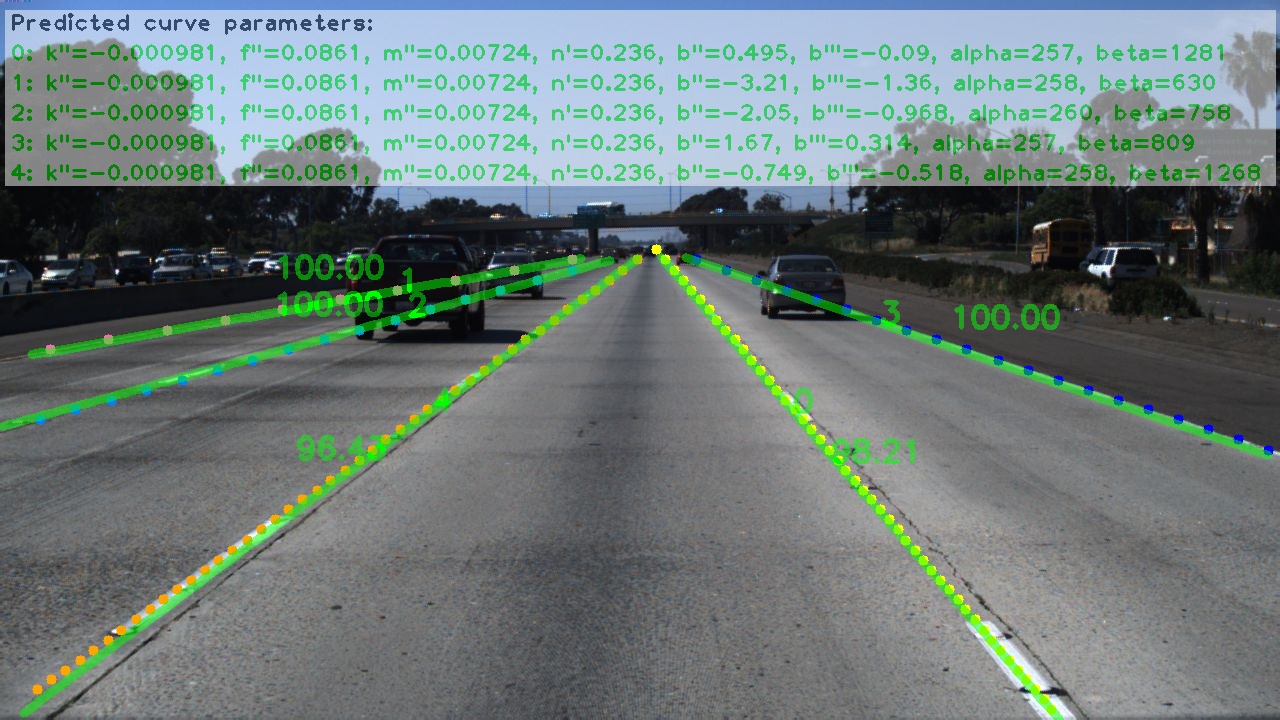 Predicted curve parameters:
0: k''=-0.000981, f''=0.0861, m''=0.00724, n'=0.236, b''=0.495, b'''=-0.09, alpha=257, beta=1281
1: k''=-0.000981, f''=0.0861, m''=0.00724, n'=0.236, b''=-3.21, b'''=-1.36, alpha=258, beta=630
2: k''=-0.000981, f''=0.0861, m''=0.00724, n'=0.236, b''=-2.05, b'''=-0.968, alpha=260, beta=758
3: k''=-0.000981, f''=0.0861, m''=0.00724, n'=0.236, b''=1.67, b'''=0.314, alpha=257, beta=809
4: k''=-0.000981, f''=0.0861, m''=0.00724, n'=0.236, b''=-0.749, b'''=-0.518, alpha=258, beta=1268
100.00
1
100.00
2
3
100.00
0
98.21